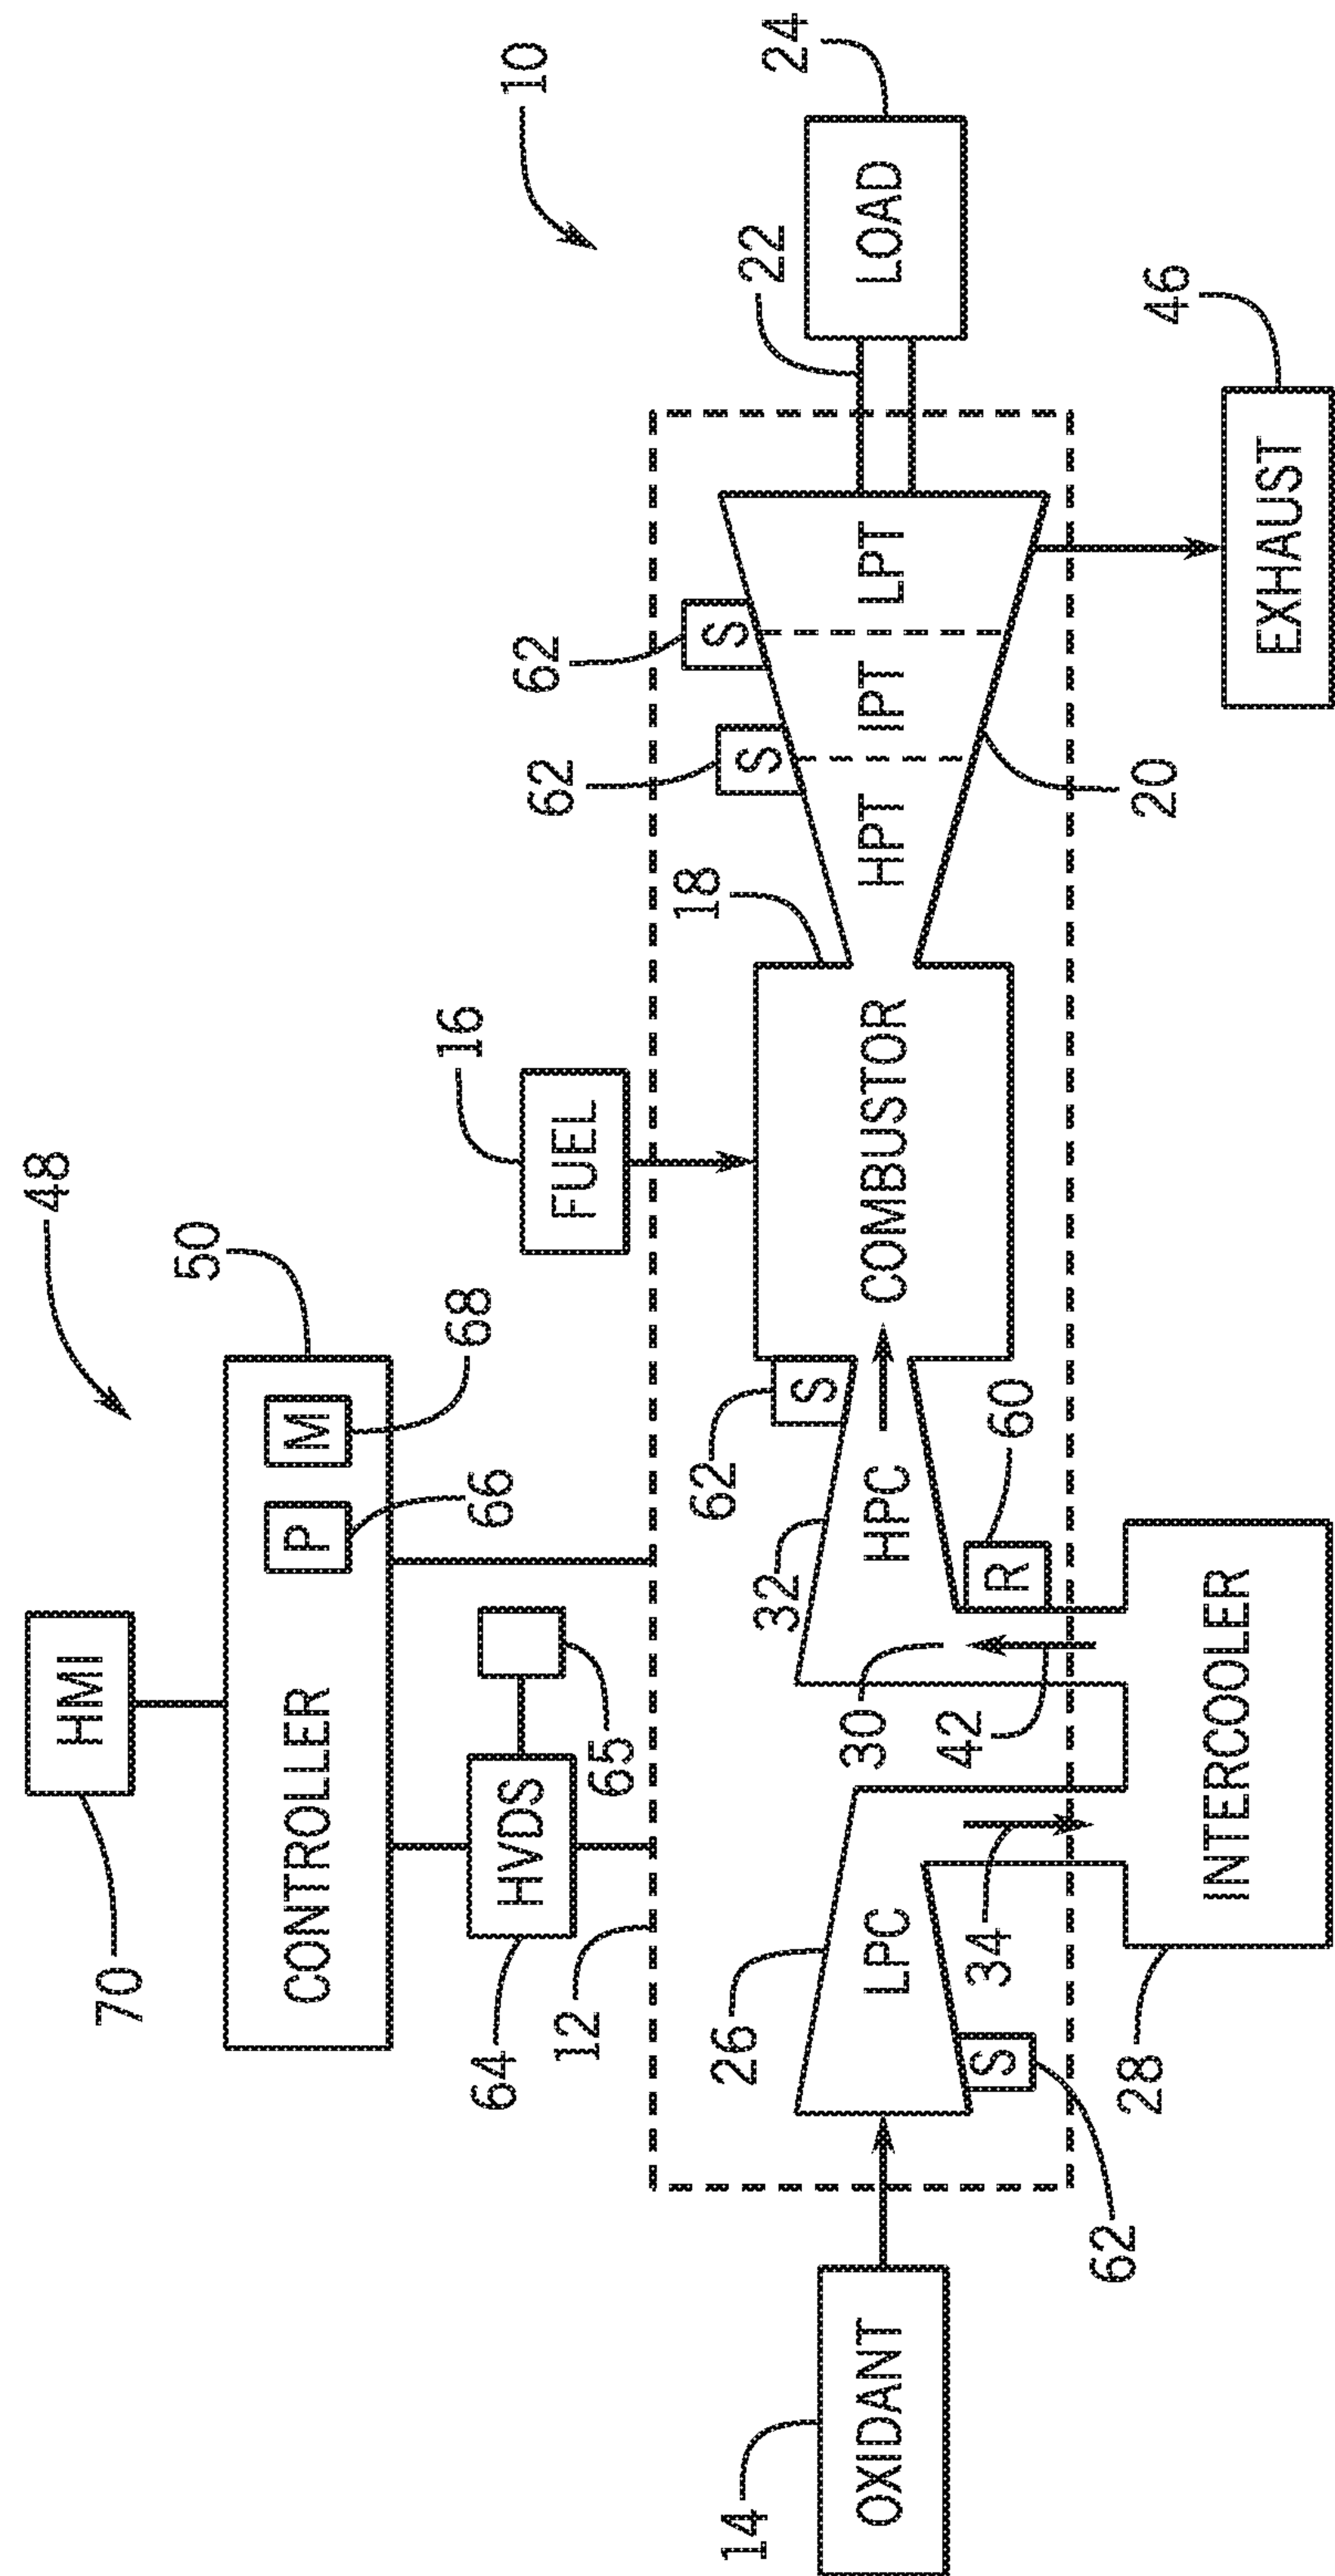 10
48
HMI
70
50
CONTROLLER
P
M
66
68
HVDS
64
65
FUEL
16
12
14
OXIDANT
26
LPC
S
62
34
28
INTERCOOLER
30
42
R
60
32
HPC
S
62
COMBUSTOR
18
HPT
IPT
LPT
S
62
S
62
20
22
LOAD
24
EXHAUST
46